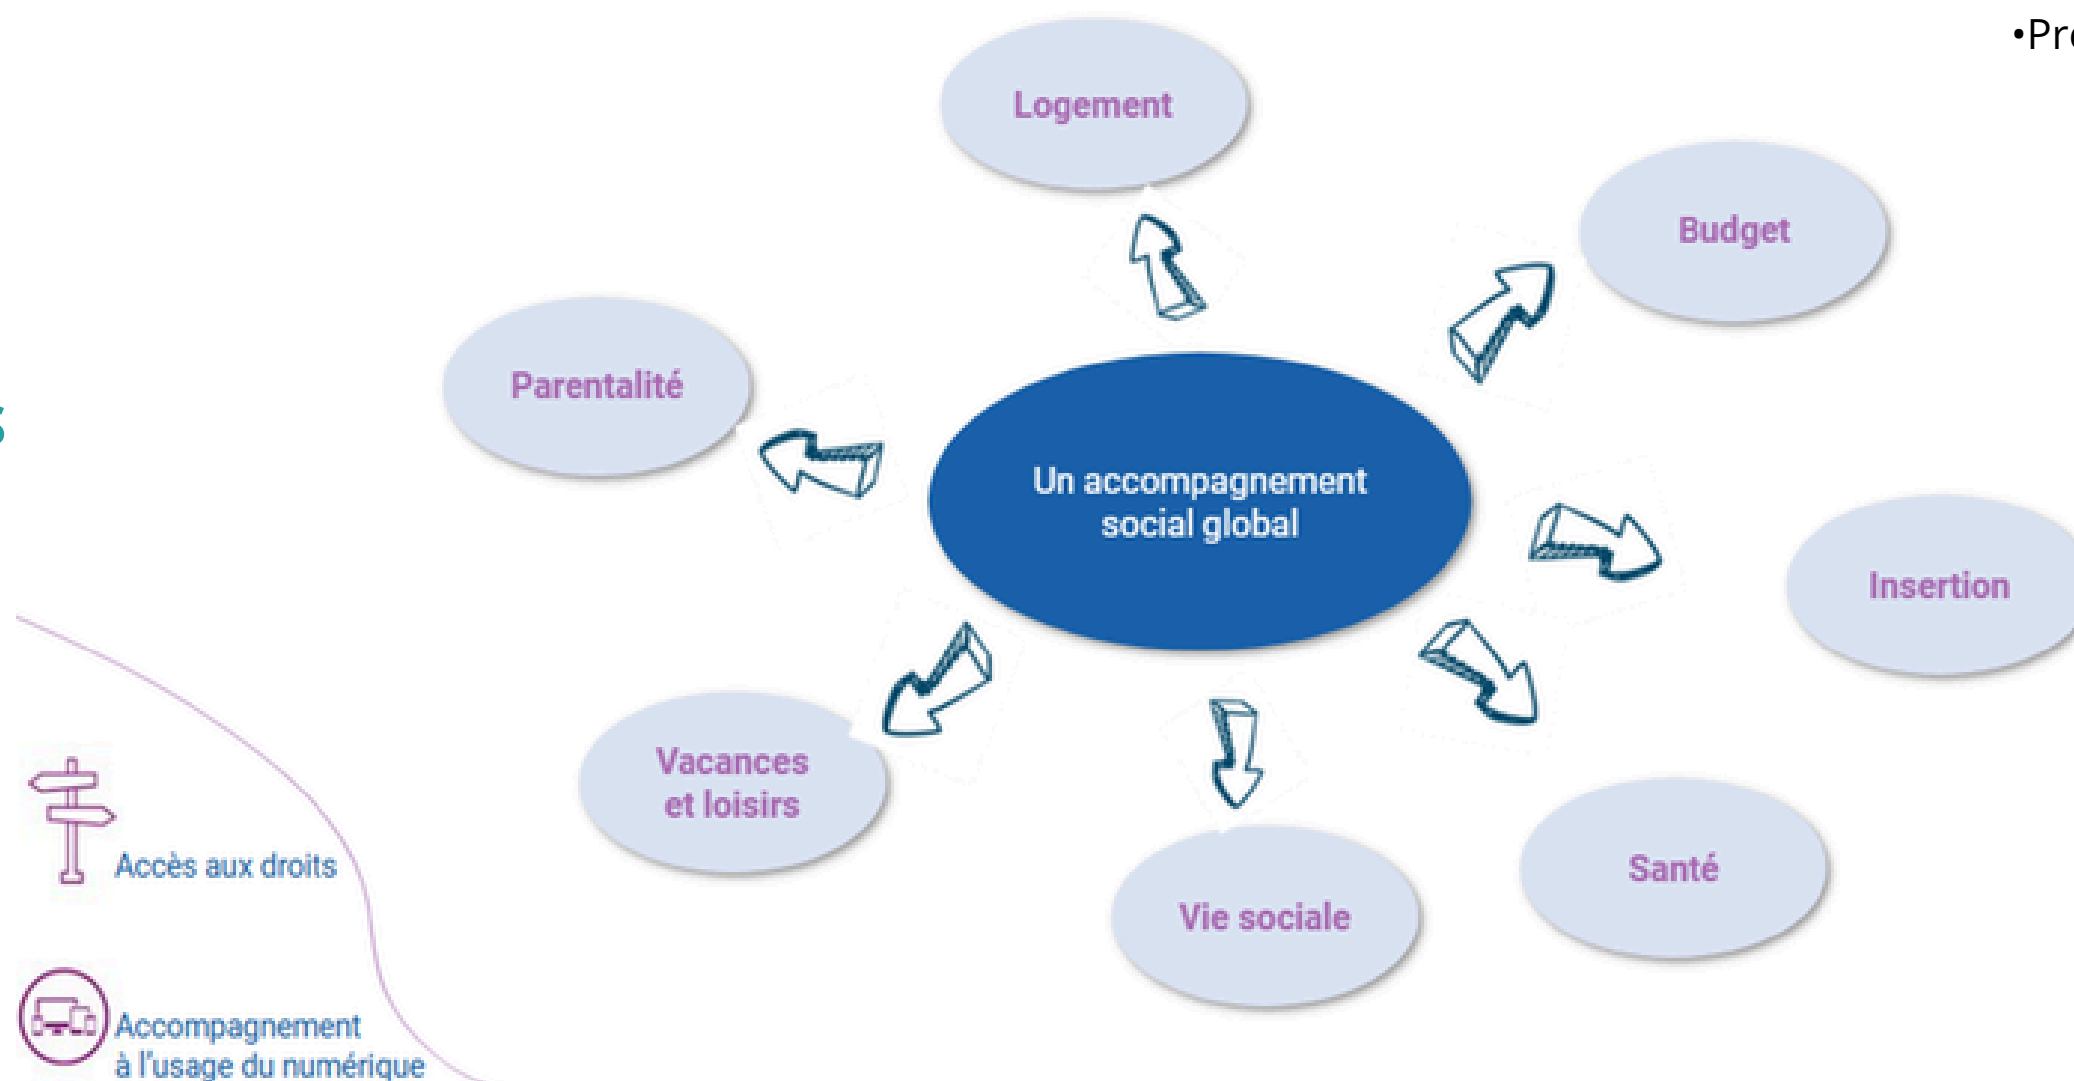 Logement
Budget
Parentalité
Un accompagnement
social global
Insertion
Vacances
et loisirs
Santé
Vie sociale
Accès aux droits
Accompagnement
à l'usage du numérique